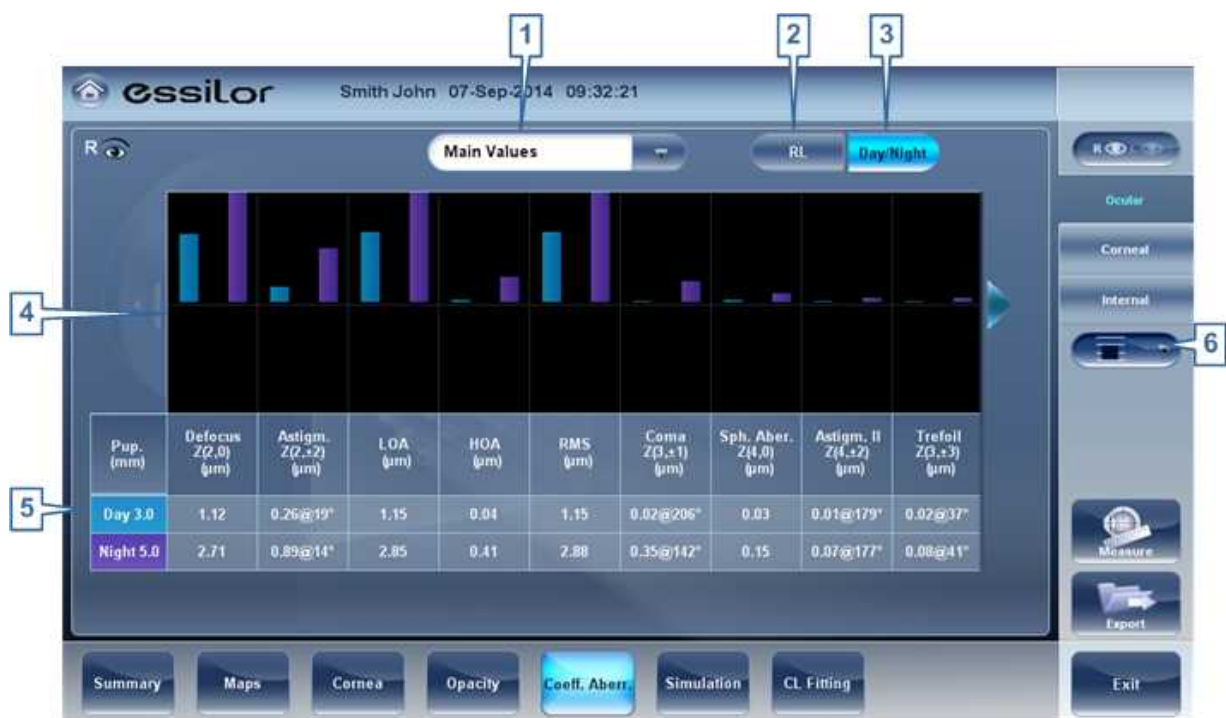 1
2
3
essilor
Smith John 07-Sep-2014 09:32:21
R
Main Values
RL
Day/Night
R
Ocular
Corneal
Internal
4
6
Pup. (mm)
Defocus Z(2,0) (µm)
Astigm. Z(2,±2) (µm)
LOA (µm)
HOA (µm)
RMS (µm)
Coma Z(3,±1) (µm)
Sph. Aber. Z(4,0) (µm)
Astigm. II Z(4,±2) (µm)
Trefoil Z(3,±3) (µm)
5
Day 3.0 1.12 0.26@19° 1.15 0.04 1.15 0.02@206° 0.03 0.01@179° 0.02@37°
Night 5.0 2.71 0.89@14° 2.85 0.41 2.88 0.35@142° 0.15 0.07@177° 0.08@41°
Measure
Export
Summary
Maps
Cornea
Opacity
Coeff. Aberr.
Simulation
CL Fitting
Exit